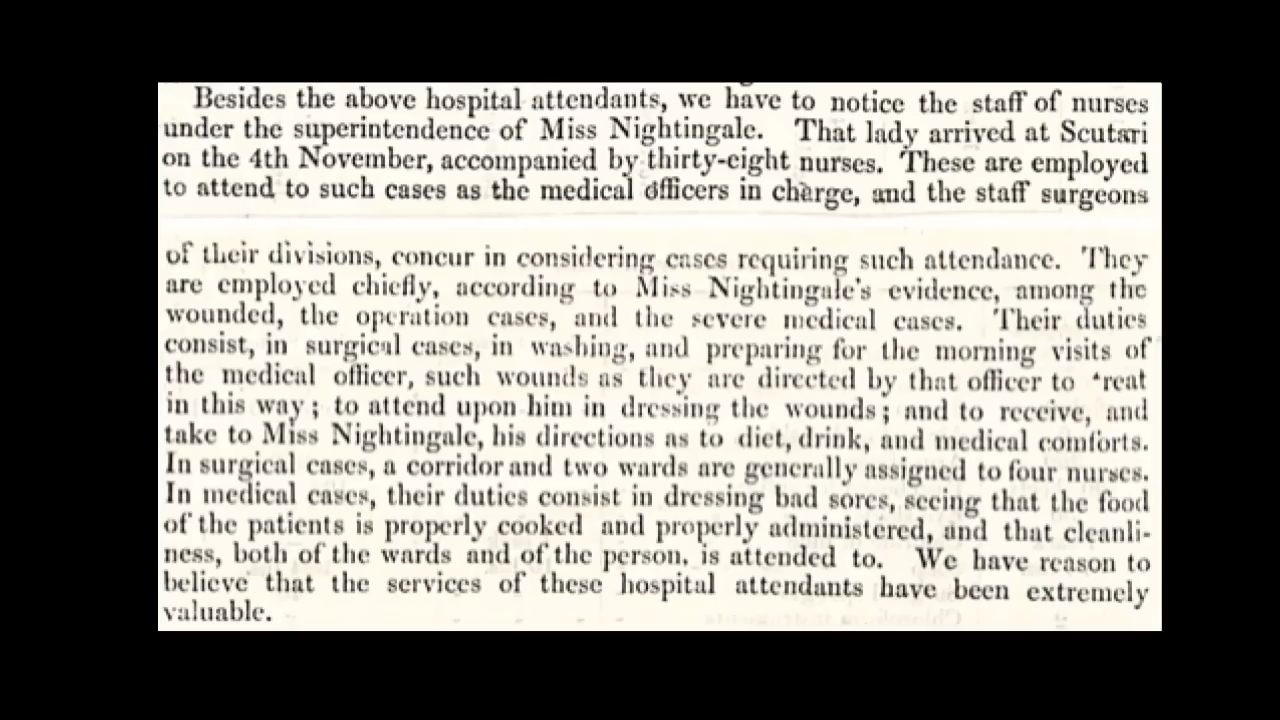 Besides the above hospital attendants, we have to notice the staff of nurses
under the superintendence of Miss Nightingale. That lady arrived at Scutari
on the 4th November, accompanied by thirty-eight nurses. These are employed
to attend to such cases as the medical officers in charge, and the staff surgeons
of their divisions, concur in considering cases requiring such attendance. They
are employed chiefly, according to Miss Nightingale's evidence, among the
wounded, the operation cases, and the severe medical cases. Their duties
consist, in surgical cases, in washing, and preparing for the morning visits of
the medical officer, such wounds as they are directed by that officer to 'reat
in this way; to attend upon him in dressing the wounds; and to receive, and
take to Miss Nightingale, his directions as to diet, drink, and medical comforts.
In surgical cases, a corridor and two wards are generally assigned to four nurses.
In medical cases, their duties consist in dressing bad sores, seeing that the food
of the patients is properly cooked and properly administered, and that cleanli-
ness, both of the wards and of the person, is attended to. We have reason to
believe that the services of these hospital attendants have been extremely
valuable.